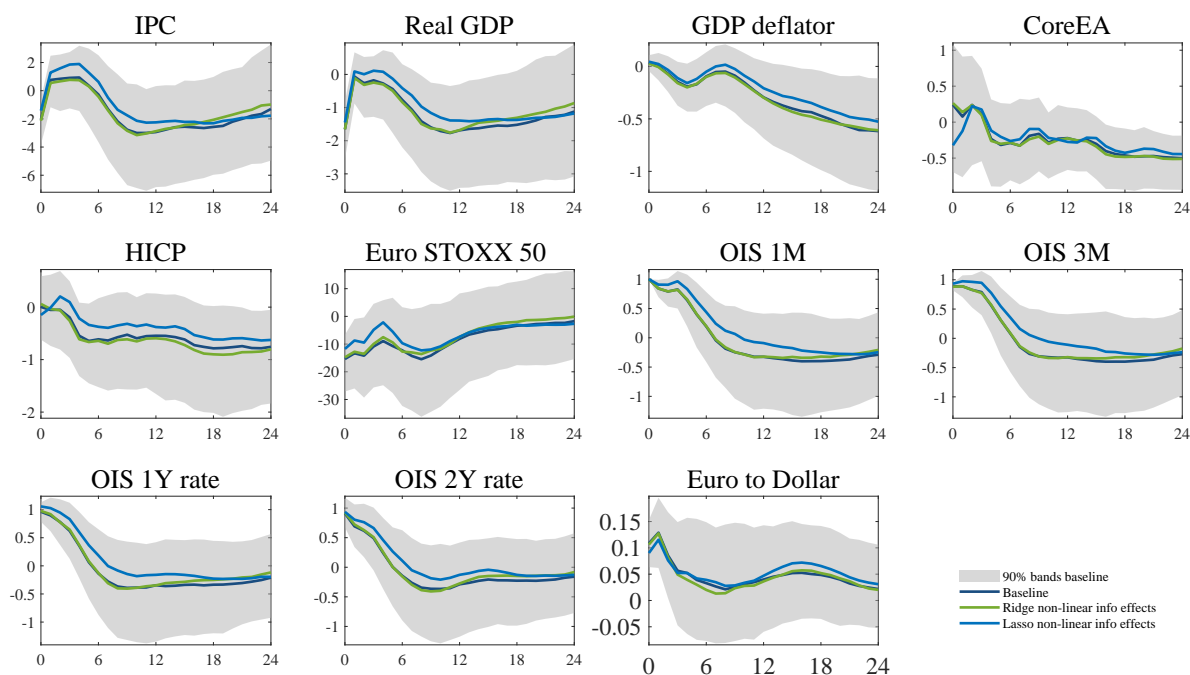 IPC
2
0
-2
-4
-6
0 6 12 18 24
Real GDP
0
-1
-2
-3
0 6 12 18 24
GDP deflator
0
-0.5
-1
0 6 12 18 24
CoreEA
1
0.5
0
-0.5
0 6 12 18 24
HICP
0
-1
-2
0 6 12 18 24
Euro STOXX 50
10
0
-10
-20
-30
0 6 12 18 24
OIS 1M
1
0.5
0
-0.5
-1
0 6 12 18 24
OIS 3M
1
0.5
0
-0.5
-1
0 6 12 18 24
OIS 1Y rate
1
0.5
0
-0.5
-1
0 6 12 18 24
OIS 2Y rate
1
0.5
0
-0.5
-1
0 6 12 18 24
Euro to Dollar
0.15
0.1
0.05
0
-0.05
0 6 12 18 24
90% bands baseline
Baseline
Ridge non-linear info effects
Lasso non-linear info effects